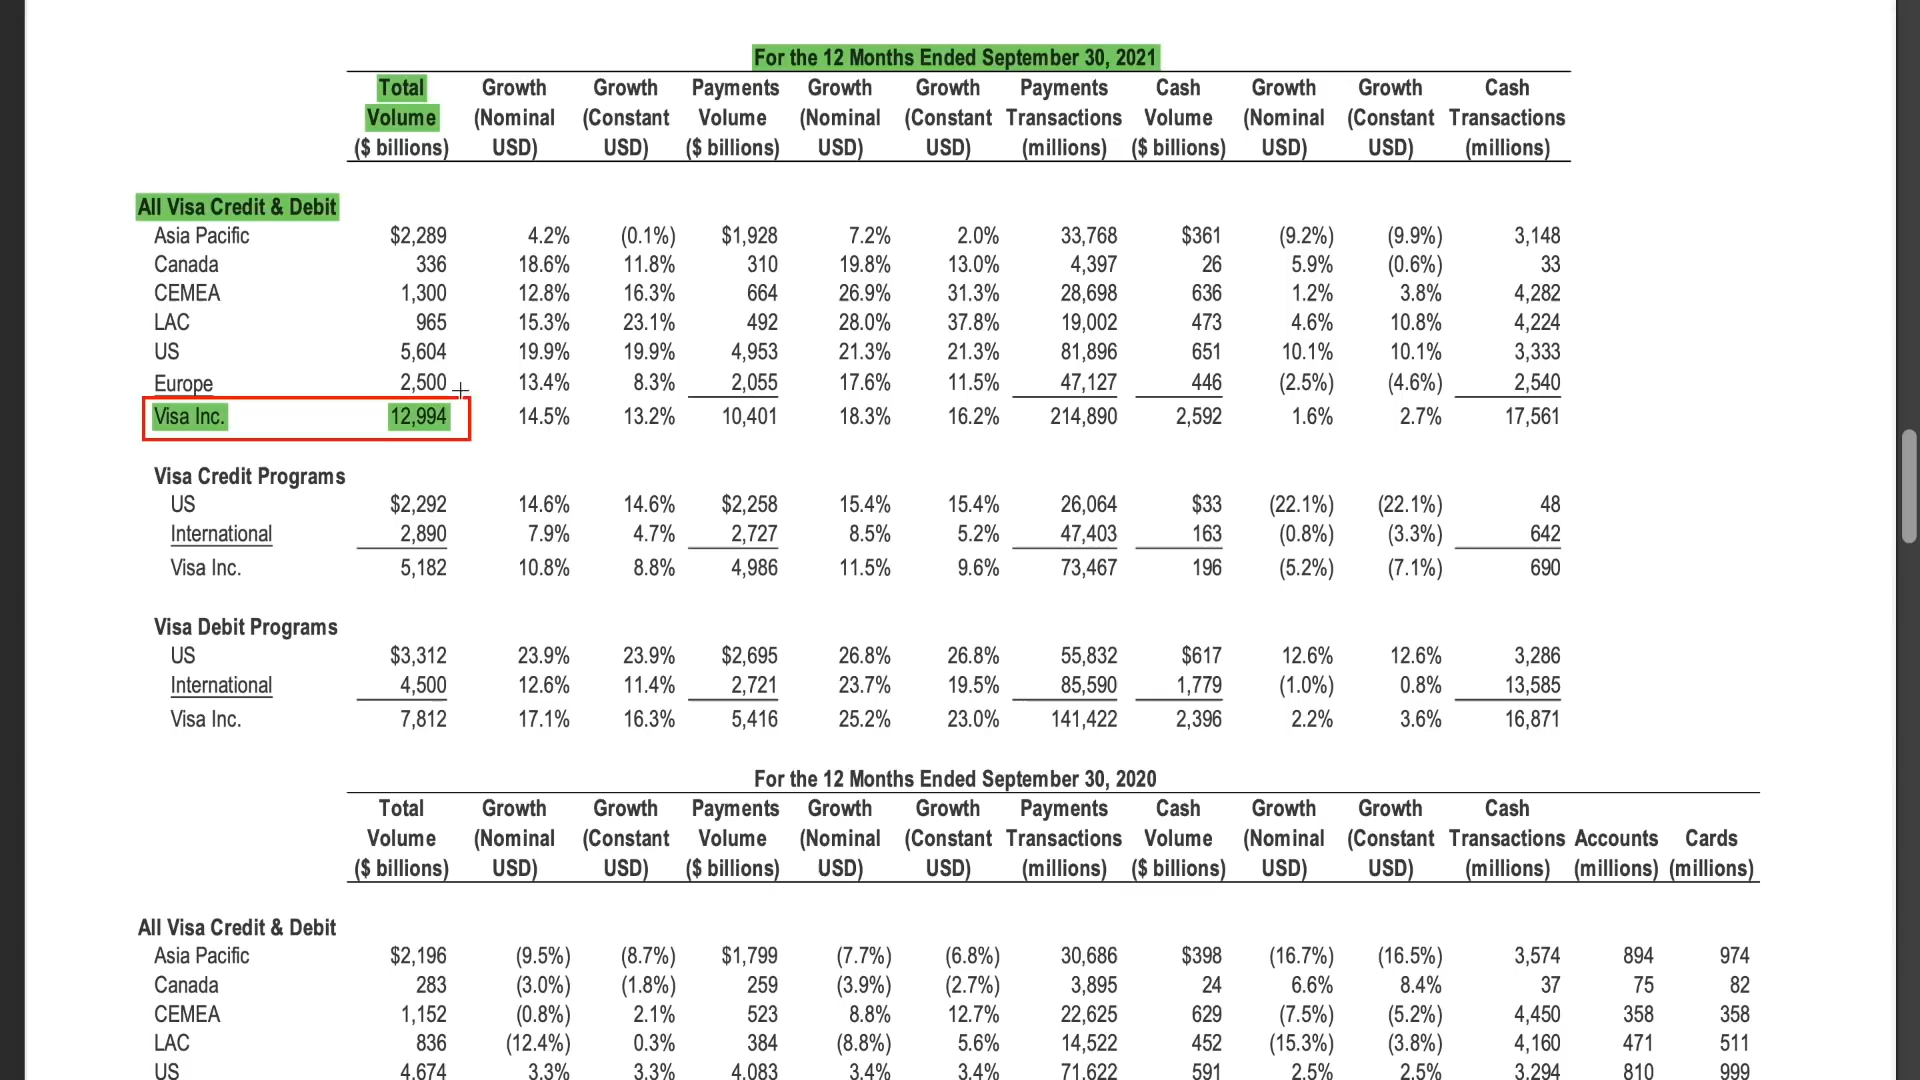 For the 12 Months Ended September 30, 2021
Total Growth Growth Payments Growth Growth Payments Cash Growth Growth Cash
Volume (Nominal (Constant Volume (Nominal (Constant Transactions Volume (Nominal (Constant Transactions
($ billions) USD) USD) ($ billions) USD) USD) (millions) ($ billions) USD) USD) (millions)
All Visa Credit & Debit
Asia Pacific $2,289 4.2% (0.1%) $1,928 7.2% 2.0% 33,768 $361 (9.2%) (9.9%) 3,148
Canada 336 18.6% 11.8% 310 19.8% 13.0% 4,397 26 5.9% (0.6%) 33
CEMEA 1,300 12.8% 16.3% 664 26.9% 31.3% 28,698 636 1.2% 3.8% 4,282
LAC 965 15.3% 23.1% 492 28.0% 37.8% 19,002 473 4.6% 10.8% 4,224
US 5,604 19.9% 19.9% 4,953 21.3% 21.3% 81,896 651 10.1% 10.1% 3,333
Europe 2,500 13.4% 8.3% 2,055 17.6% 11.5% 47,127 446 (2.5%) (4.6%) 2,540
Visa Inc. 12,994 14.5% 13.2% 10,401 18.3% 16.2% 214,890 2,592 1.6% 2.7% 17,561
Visa Credit Programs
US $2,292 14.6% 14.6% $2,258 15.4% 15.4% 26,064 $33 (22.1%) (22.1%) 48
International 2,890 7.9% 4.7% 2,727 8.5% 5.2% 47,403 163 (0.8%) (3.3%) 642
Visa Inc. 5,182 10.8% 8.8% 4,986 11.5% 9.6% 73,467 196 (5.2%) (7.1%) 690
Visa Debit Programs
US $3,312 23.9% 23.9% $2,695 26.8% 26.8% 55,832 $617 12.6% 12.6% 3,286
International 4,500 12.6% 11.4% 2,721 23.7% 19.5% 85,590 1,779 (1.0%) 0.8% 13,585
Visa Inc. 7,812 17.1% 16.3% 5,416 25.2% 23.0% 141,422 2,396 2.2% 3.6% 16,871
For the 12 Months Ended September 30, 2020
Total Growth Growth Payments Growth Growth Payments Cash Growth Growth Cash
Volume (Nominal (Constant Volume (Nominal (Constant Transactions Volume (Nominal (Constant Transactions Accounts Cards
($ billions) USD) USD) ($ billions) USD) USD) (millions) ($ billions) USD) USD) (millions) (millions) (millions)
All Visa Credit & Debit
Asia Pacific $2,196 (9.5%) (8.7%) $1,799 (7.7%) (6.8%) 30,686 $398 (16.7%) (16.5%) 3,574 894 974
Canada 283 (3.0%) (1.8%) 259 (3.9%) (2.7%) 3,895 24 6.6% 8.4% 37 75 82
CEMEA 1,152 (0.8%) 2.1% 523 8.8% 12.7% 22,625 629 (7.5%) (5.2%) 4,450 358 358
LAC 836 (12.4%) 0.3% 384 (8.8%) 5.6% 14,522 452 (15.3%) (3.8%) 4,160 471 511
US 4,674 3.3% 3.3% 4,083 3.4% 3.4% 71,622 591 2.5% 2.5% 3,294 810 999